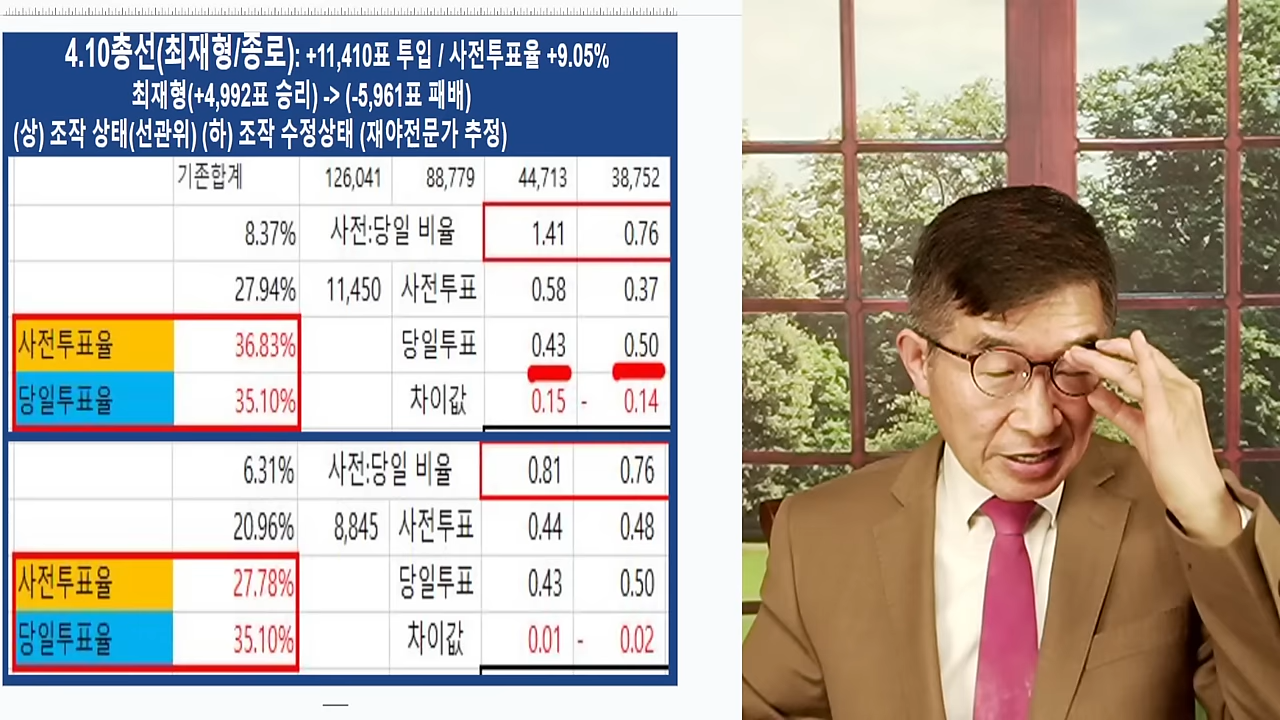 4.10총선(최재형/종로): +11,410표 투입 / 사전투표율 +9.05%
최재형(+4,992표 승리) -> (-5,961표 패배)
(상) 조작 상태(선관위) (하) 조작 수정상태 (재야전문가 추정)
기존합계 126,041 88,779 44,713 38,752
8.37% 사전:당일 비율 1.41 0.76
27.94% 11,450 사전투표 0.58 0.37
사전투표율 36.83% 당일투표 0.43 0.50
당일투표율 35.10% 차이값 0.15 - 0.14
6.31% 사전:당일 비율 0.81 0.76
20.96% 8,845 사전투표 0.44 0.48
사전투표율 27.78% 당일투표 0.43 0.50
당일투표율 35.10% 차이값 0.01 - 0.02